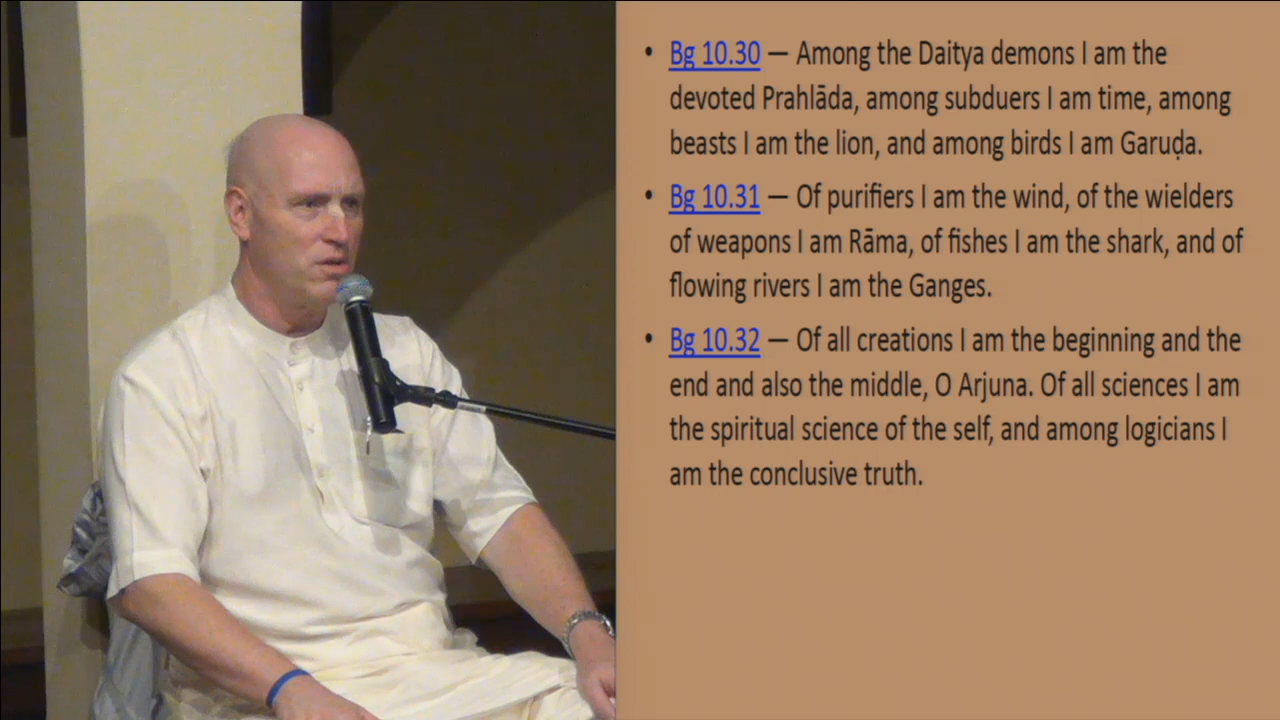 • Bg 10.30 — Among the Daitya demons I am the
devoted Prahlāda, among subduers I am time, among
beasts I am the lion, and among birds I am Garuḍa.
• Bg 10.31 — Of purifiers I am the wind, of the wielders
of weapons I am Rāma, of fishes I am the shark, and of
flowing rivers I am the Ganges.
• Bg 10.32 — Of all creations I am the beginning and the
end and also the middle, O Arjuna. Of all sciences I am
the spiritual science of the self, and among logicians I
am the conclusive truth.